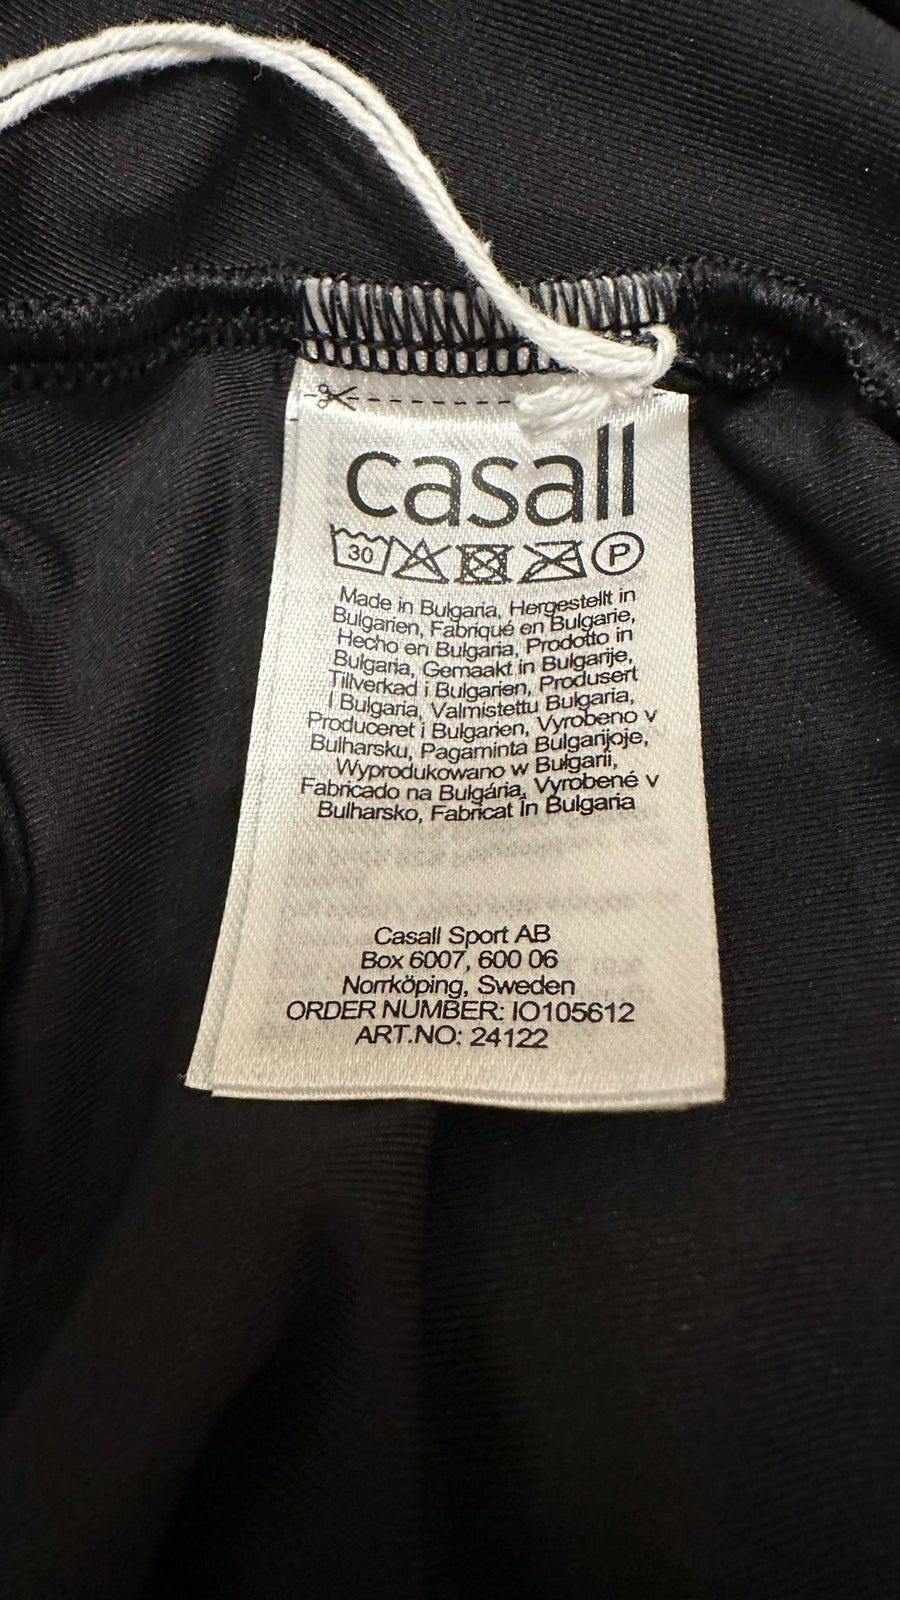 casall
30 P
Made in Bulgaria, Hergestellt in
Bulgarien, Fabriqué en Bulgarie,
Hecho en Bulgaria, Prodotto in
Bulgaria, Gemaakt in Bulgarije,
Tillverkad i Bulgarien, Produsert
I Bulgaria, Valmistettu Bulgaria,
Produceret i Bulgarien, Vyrobeno v
Bulharsku, Pagaminta Bulgarijoje,
Wyprodukowano w Bułgarii,
Fabricado na Bulgária, Vyrobené v
Bulharsko, Fabricat în Bulgaria
Casall Sport AB
Box 6007, 600 06
Norrköping, Sweden
ORDER NUMBER: IO105612
ART.NO: 24122